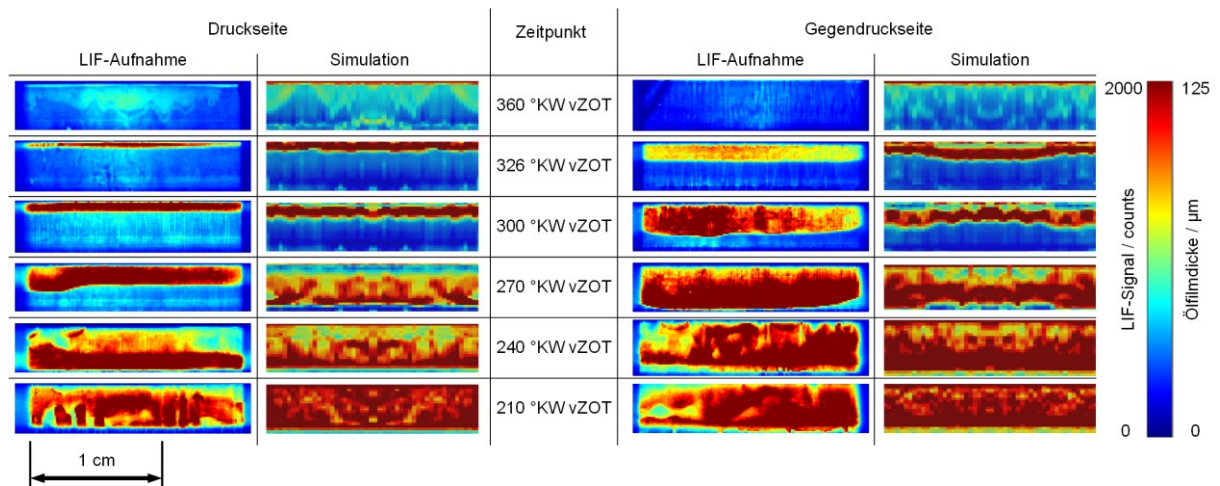 Druckseite
Zeitpunkt
Gegendruckseite
LIF-Aufnahme
Simulation
LIF-Aufnahme
Simulation
360 °KW vZOT
326 °KW vZOT
300 °KW vZOT
270 °KW vZOT
240 °KW vZOT
210 °KW vZOT
1 cm
2000
125
LIF-Signal / counts
Ölfilmdicke / µm
0
0